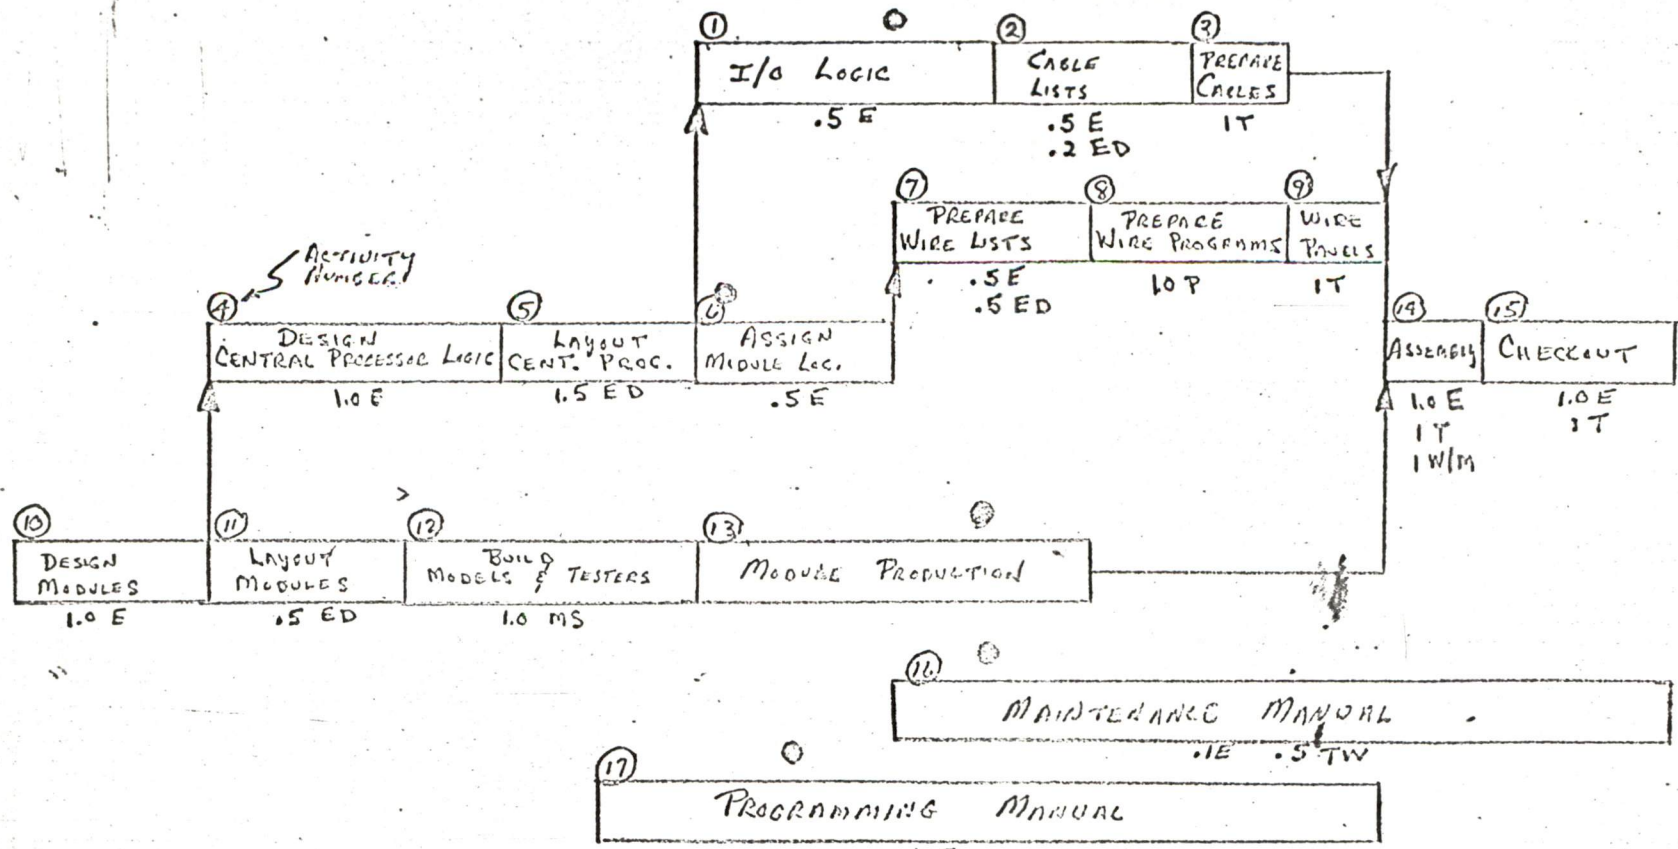 ① ② ③
I/O LOGIC
CABLE
LISTS
PREPARE
CABLES
.5 E
.5 E
.2 ED
1T
⑦ ⑧ ⑨
PREPARE
WIRE LISTS
PREPARE
WIRE PROGRAMS
WIRE
PANELS
.5 E
.5 ED
1.0 P
1T
ACTIVITY
NUMBER
④ ⑤ ⑥
DESIGN
CENTRAL PROCESSOR LOGIC
LAYOUT
CENT. PROC.
ASSIGN
MODULE LOC.
1.0 E
1.5 ED
.5 E
⑭ ⑮
ASSEMBLY
CHECKOUT
1.0 E
1 T
1 W/M
1.0 E
1 T
⑩ ⑪ ⑫ ⑬
DESIGN
MODULES
LAYOUT
MODULES
BUILD
MODELS & TESTERS
MODULE PRODUCTION
1.0 E
.5 ED
1.0 MS
⑯
MAINTENANCE MANUAL
.1E .5 TW
⑰
PROGRAMMING MANUAL